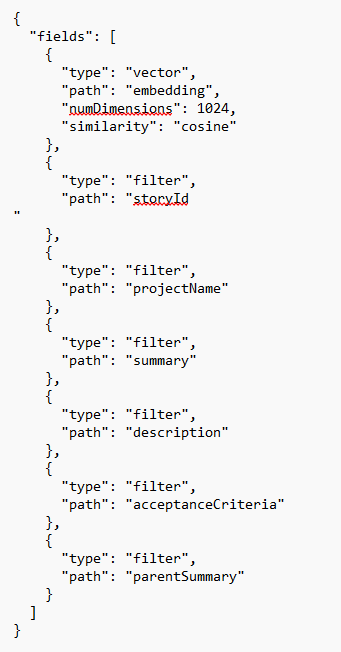 {
  "fields": [
    {
      "type": "vector",
      "path": "embedding",
      "numDimensions": 1024,
      "similarity": "cosine"
    },
    {
      "type": "filter",
      "path": "storyId
"
    },
    {
      "type": "filter",
      "path": "projectName"
    },
    {
      "type": "filter",
      "path": "summary"
    },
    {
      "type": "filter",
      "path": "description"
    },
    {
      "type": "filter",
      "path": "acceptanceCriteria"
    },
    {
      "type": "filter",
      "path": "parentSummary"
    }
  ]
}